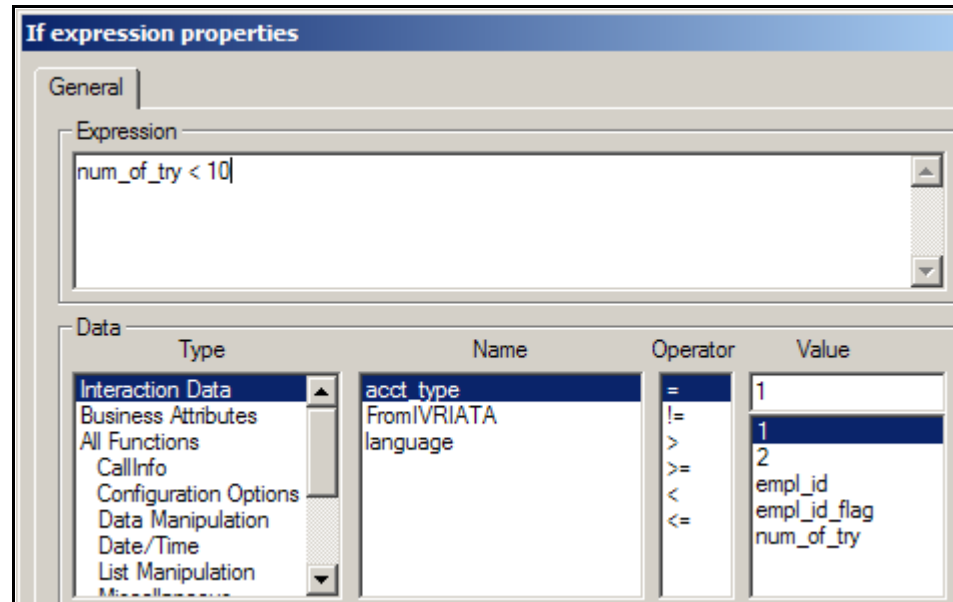 If expression properties
General
Expression
num_of_try < 10
Data
Type Name Operator Value
Interaction Data
Business Attributes
All Functions
CallInfo
Configuration Options
Data Manipulation
Date/Time
List Manipulation
acct_type
FromIVRIATA
language
=
!=
>
>=
<
<=
1
1
2
empl_id
empl_id_flag
num_of_try